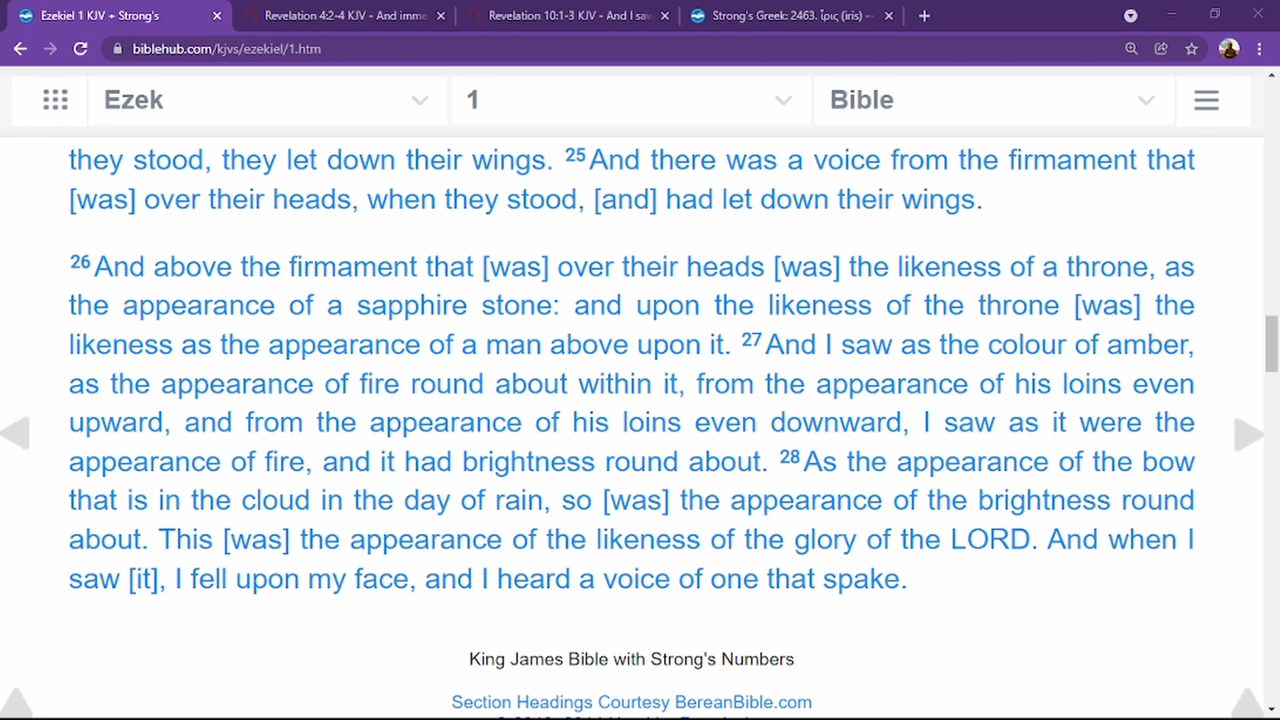 Ezekiel 1 KJV + Strong's
Revelation 4:2-4 KJV - And imme
Revelation 10:1-3 KJV - And I sav
Strong's Greek: 2463. ἶρις (iris) --
biblehub.com/kjvs/ezekiel/1.htm
Ezek
1
Bible
they stood, they let down their wings. 25 And there was a voice from the firmament that
[was] over their heads, when they stood, [and] had let down their wings.
26 And above the firmament that [was] over their heads [was] the likeness of a throne, as
the appearance of a sapphire stone: and upon the likeness of the throne [was] the
likeness as the appearance of a man above upon it. 27 And I saw as the colour of amber,
as the appearance of fire round about within it, from the appearance of his loins even
upward, and from the appearance of his loins even downward, I saw as it were the
appearance of fire, and it had brightness round about. 28 As the appearance of the bow
that is in the cloud in the day of rain, so [was] the appearance of the brightness round
about. This [was] the appearance of the likeness of the glory of the LORD. And when I
saw [it], I fell upon my face, and I heard a voice of one that spake.
King James Bible with Strong's Numbers
Section Headings Courtesy BereanBible.com